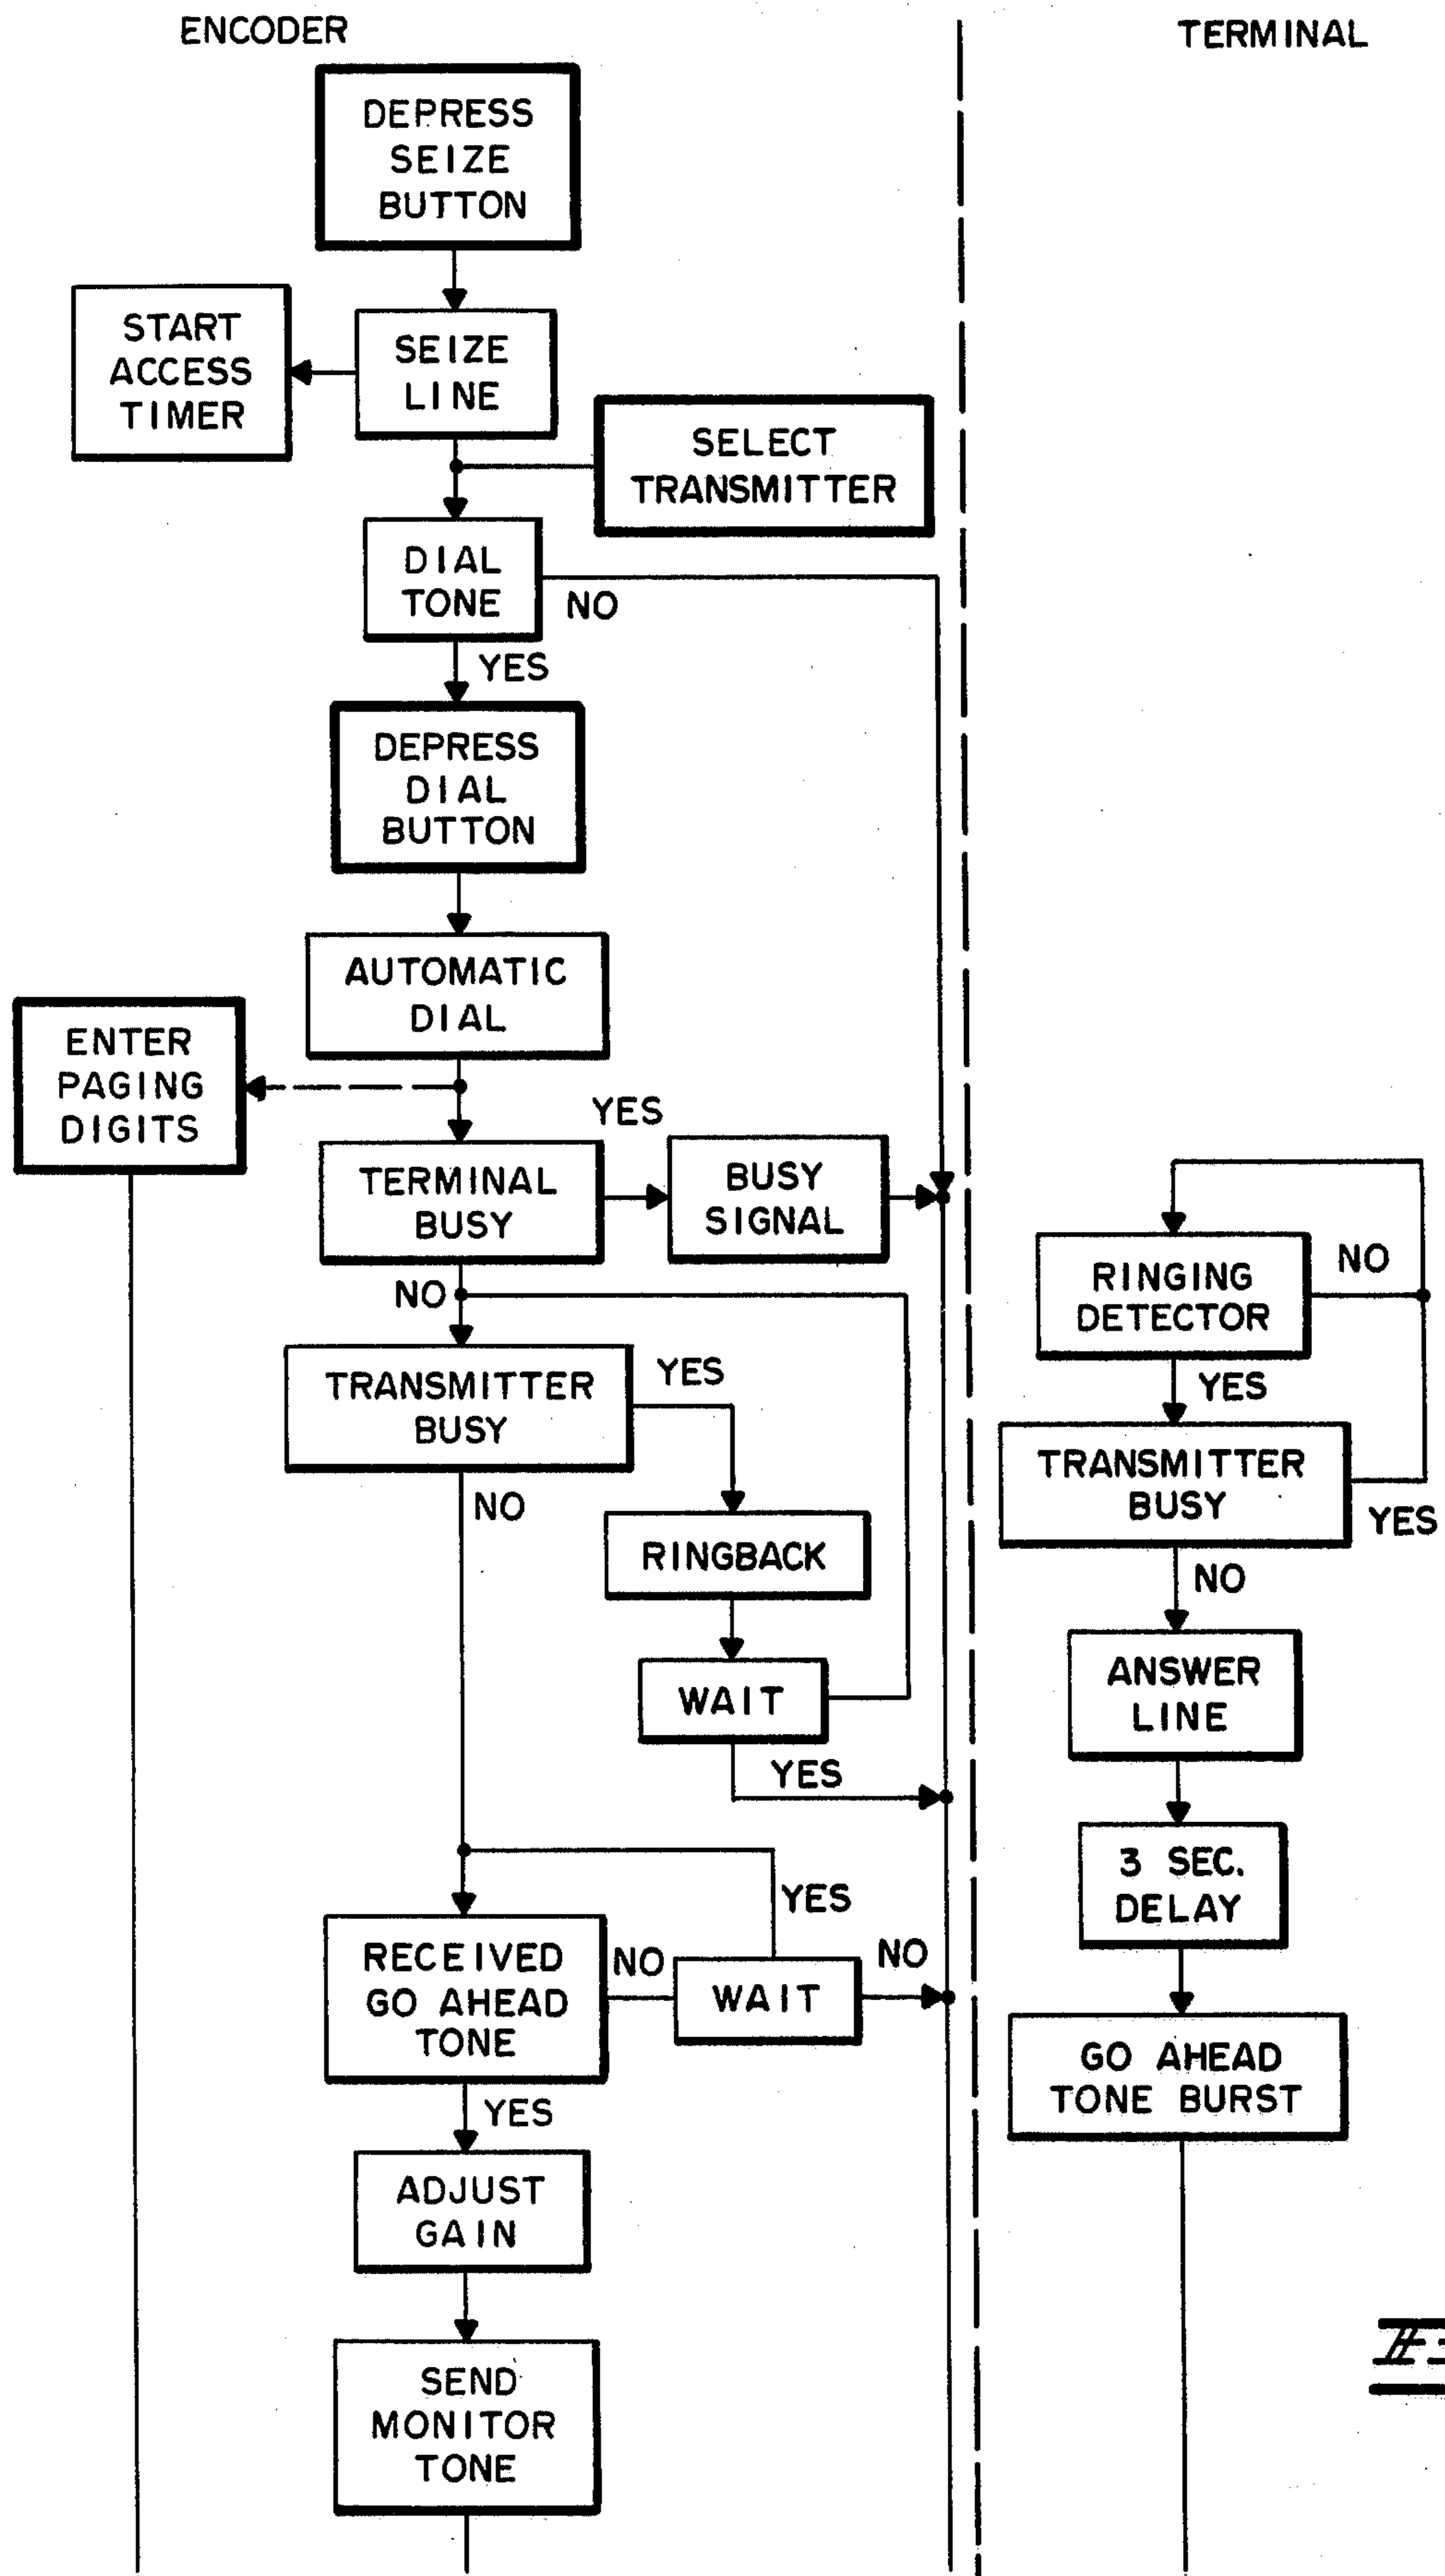 ENCODER
TERMINAL
DEPRESS
SEIZE
BUTTON
START
ACCESS
TIMER
SEIZE
LINE
SELECT
TRANSMITTER
DIAL
TONE
NO
YES
DEPRESS
DIAL
BUTTON
AUTOMATIC
DIAL
ENTER
PAGING
DIGITS
YES
TERMINAL
BUSY
BUSY
SIGNAL
NO
TRANSMITTER
BUSY
YES
NO
RINGBACK
WAIT
YES
YES
RECEIVED
GO AHEAD
TONE
NO
WAIT
NO
YES
ADJUST
GAIN
SEND
MONITOR
TONE
RINGING
DETECTOR
NO
YES
TRANSMITTER
BUSY
YES
NO
ANSWER
LINE
3 SEC.
DELAY
GO AHEAD
TONE BURST